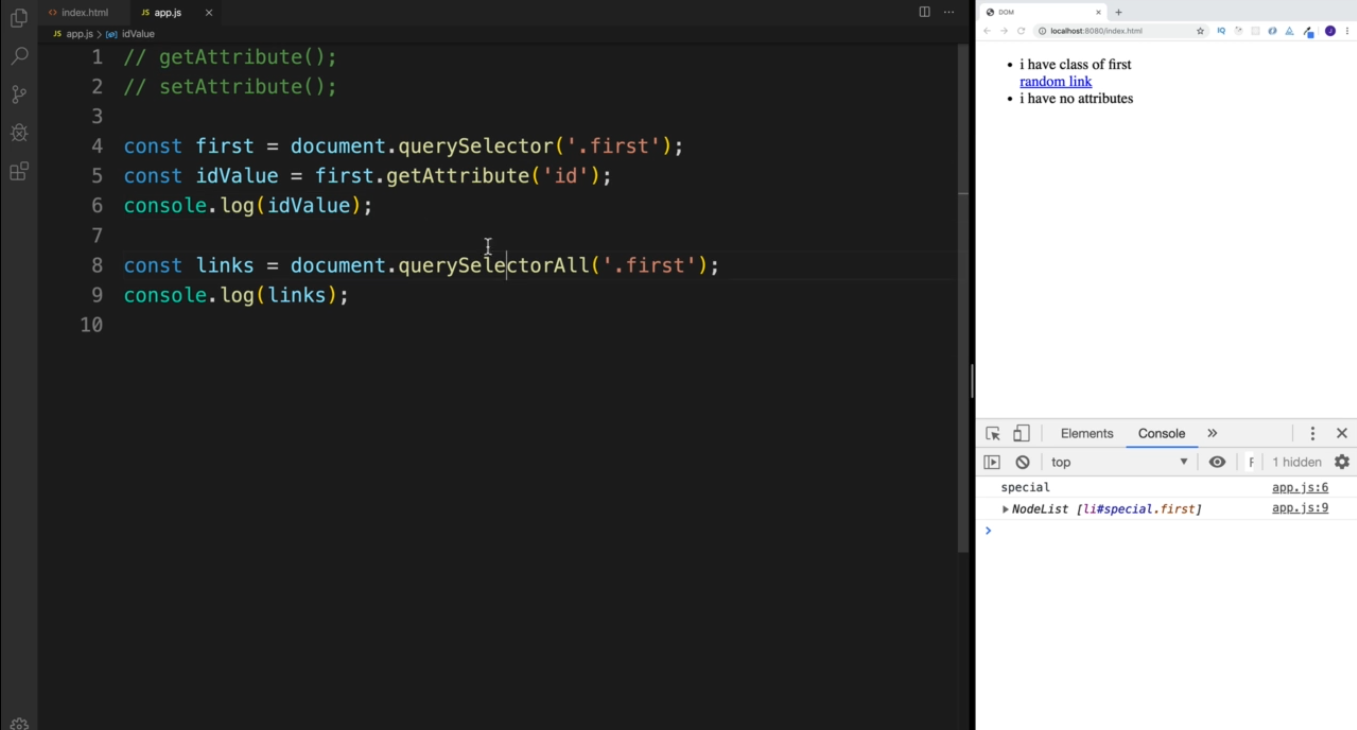 index.html
JS app.js ×
JS app.js > idValue
1 // getAttribute();
2 // setAttribute();
3
4 const first = document.querySelector('.first');
5 const idValue = first.getAttribute('id');
6 console.log(idValue);
7
8 const links = document.querySelectorAll('.first');
9 console.log(links);
10
DOM
localhost:8080/index.html
IQ
• i have class of first
random link
• i have no attributes
Elements Console »
top 1 hidden
special app.js:6
NodeList [li#special.first] app.js:9